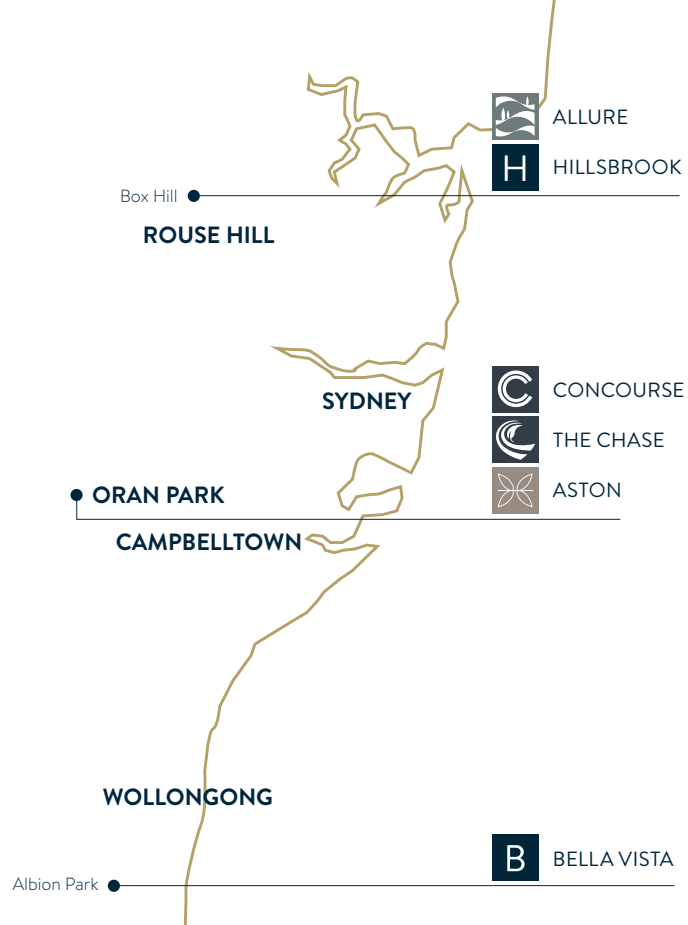 ALLURE
H HILLSBROOK
Box Hill
ROUSE HILL
SYDNEY
C CONCOURSE
THE CHASE
ORAN PARK
ASTON
CAMPBELLTOWN
WOLLONGONG
B BELLA VISTA
Albion Park